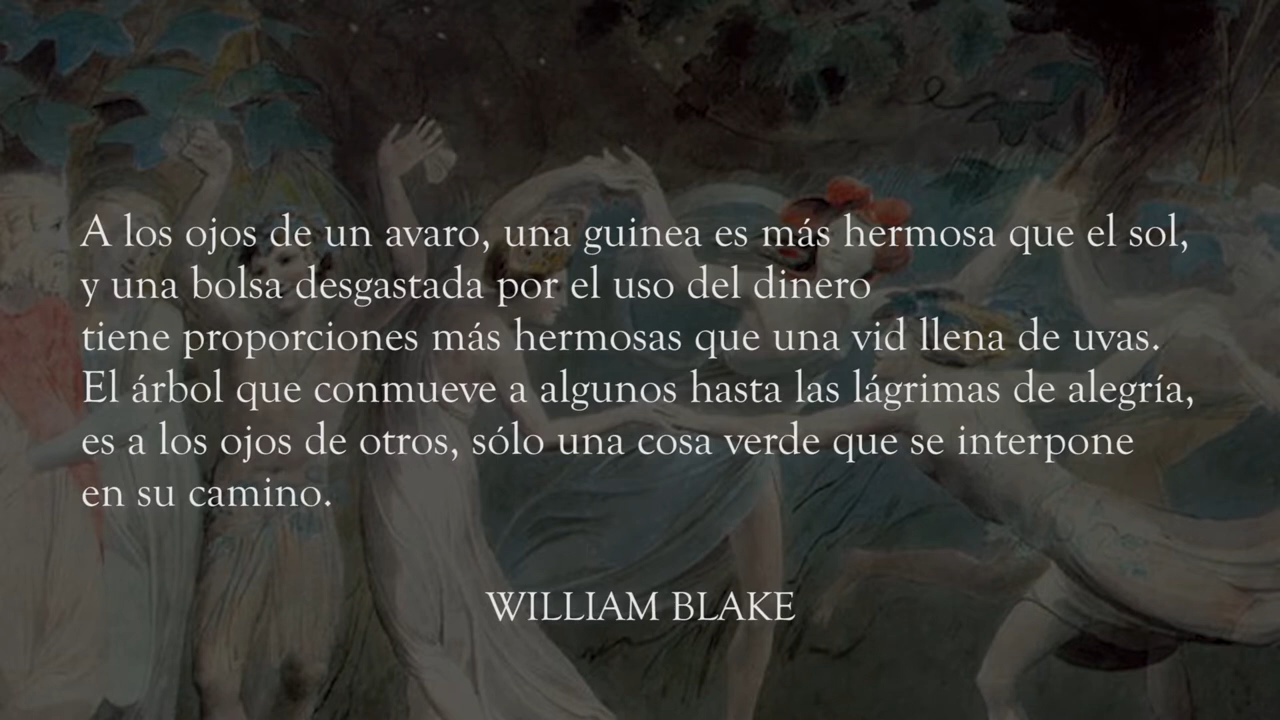 A los ojos de un avaro, una guinea es más hermosa que el sol,
y una bolsa desgastada por el uso del dinero
tiene proporciones más hermosas que una vid llena de uvas.
El árbol que conmueve a algunos hasta las lágrimas de alegría,
es a los ojos de otros, sólo una cosa verde que se interpone
en su camino.
WILLIAM BLAKE